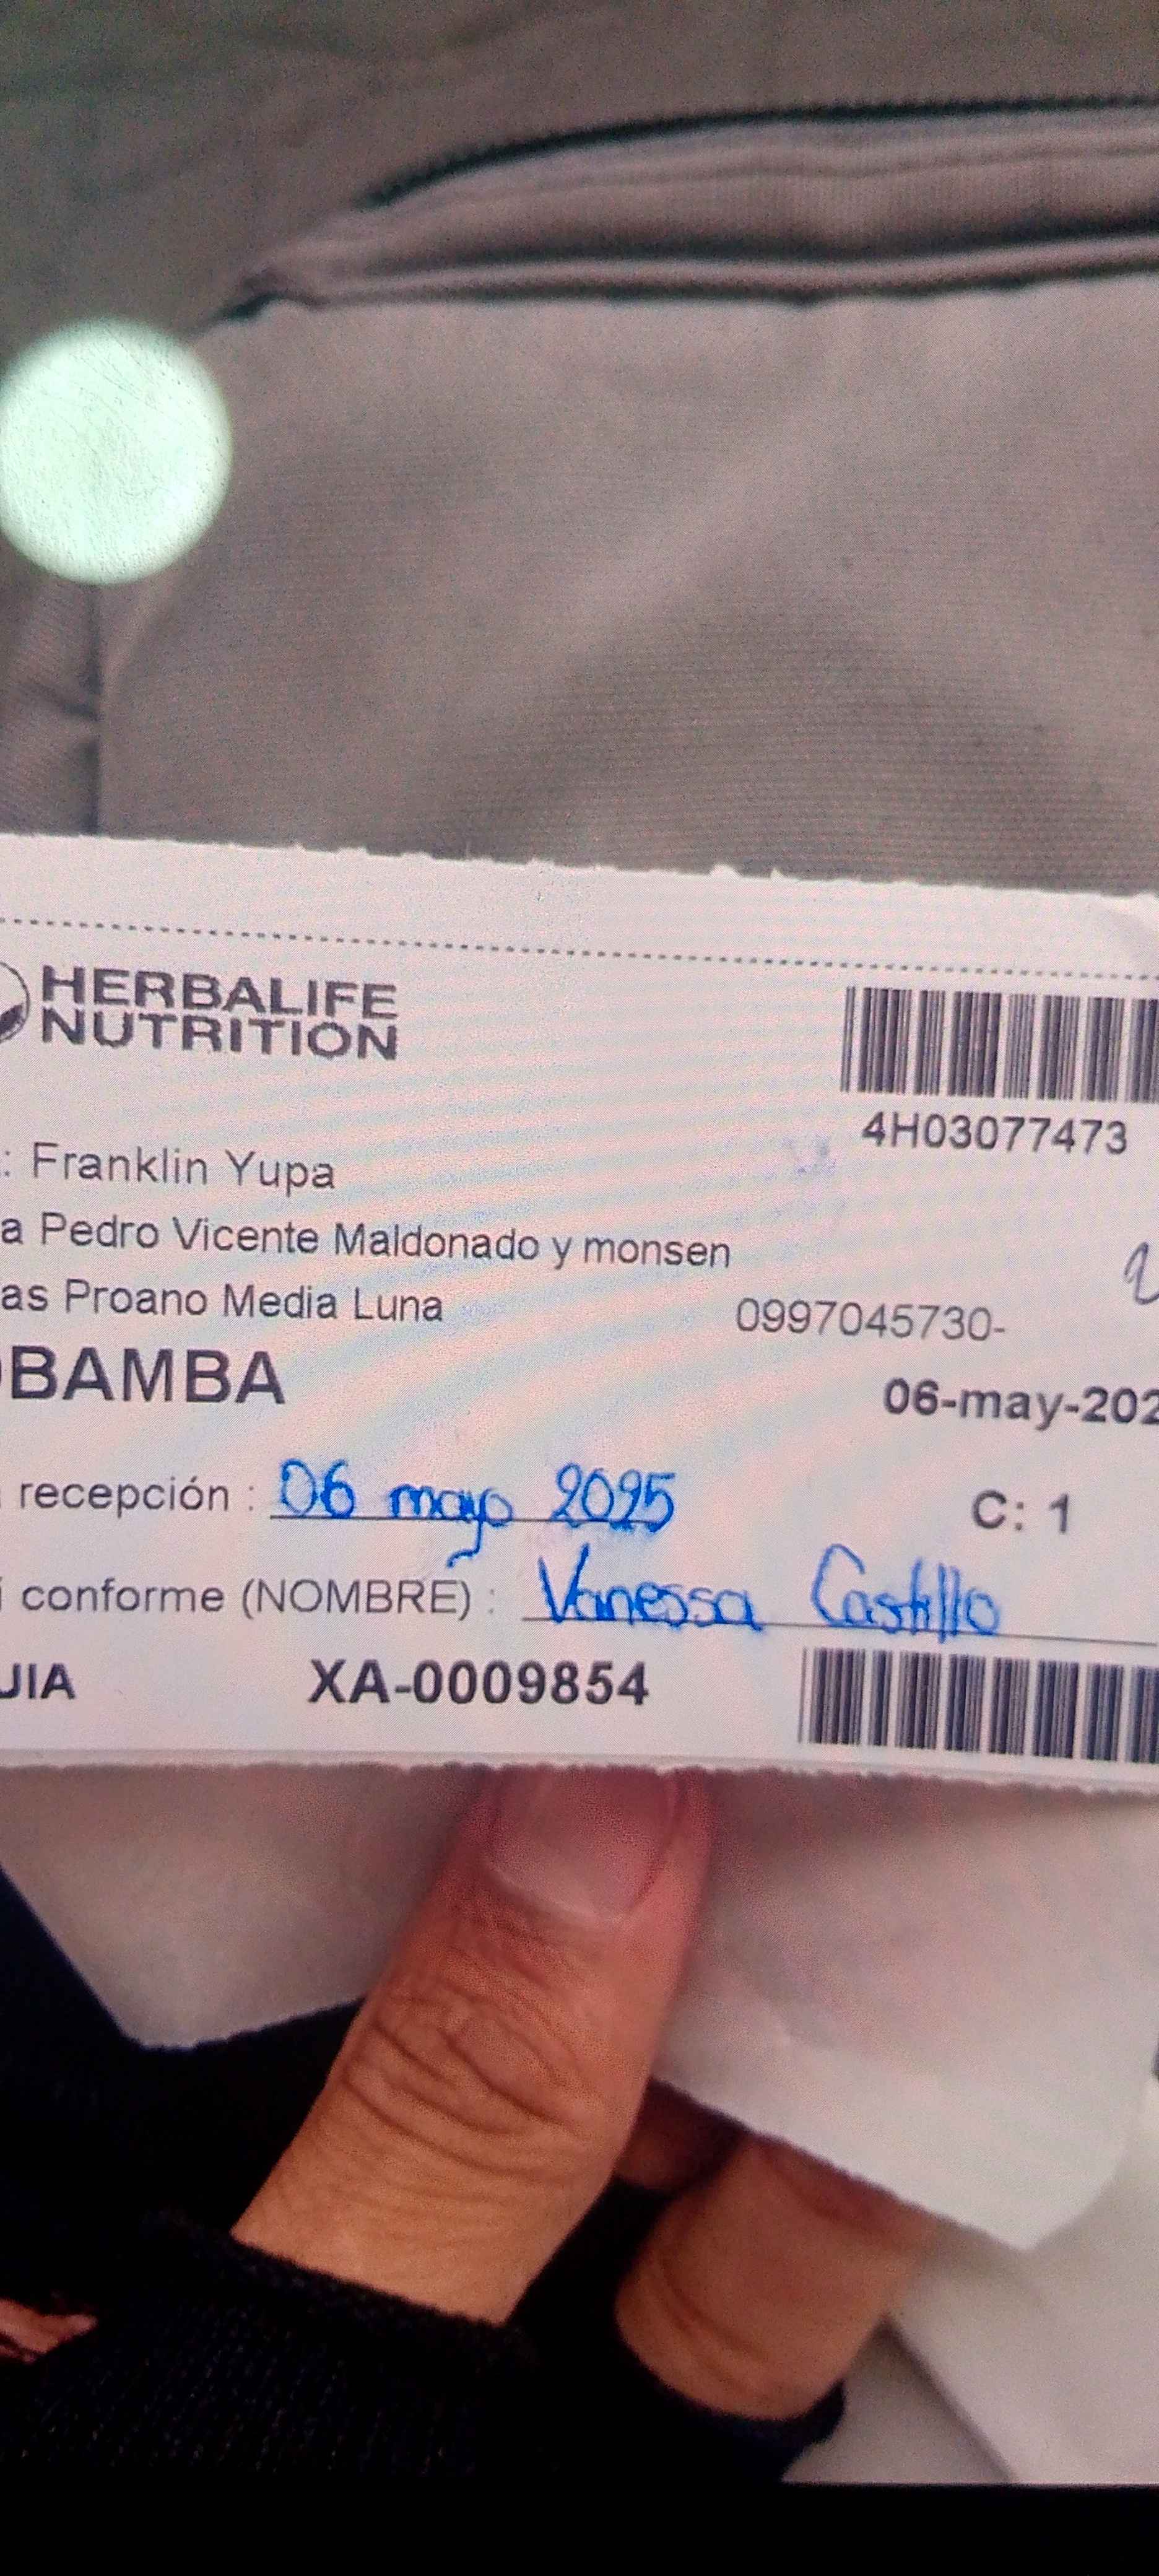 HERBALIFE
NUTRITION
4H03077473
: Franklin Yupa
a Pedro Vicente Maldonado y monsen
as Proano Media Luna
0997045730-
BAMBA
06-may-202
recepción : 06 mayo 2025
C: 1
conforme (NOMBRE) : Vanessa Castillo
JIA XA-0009854